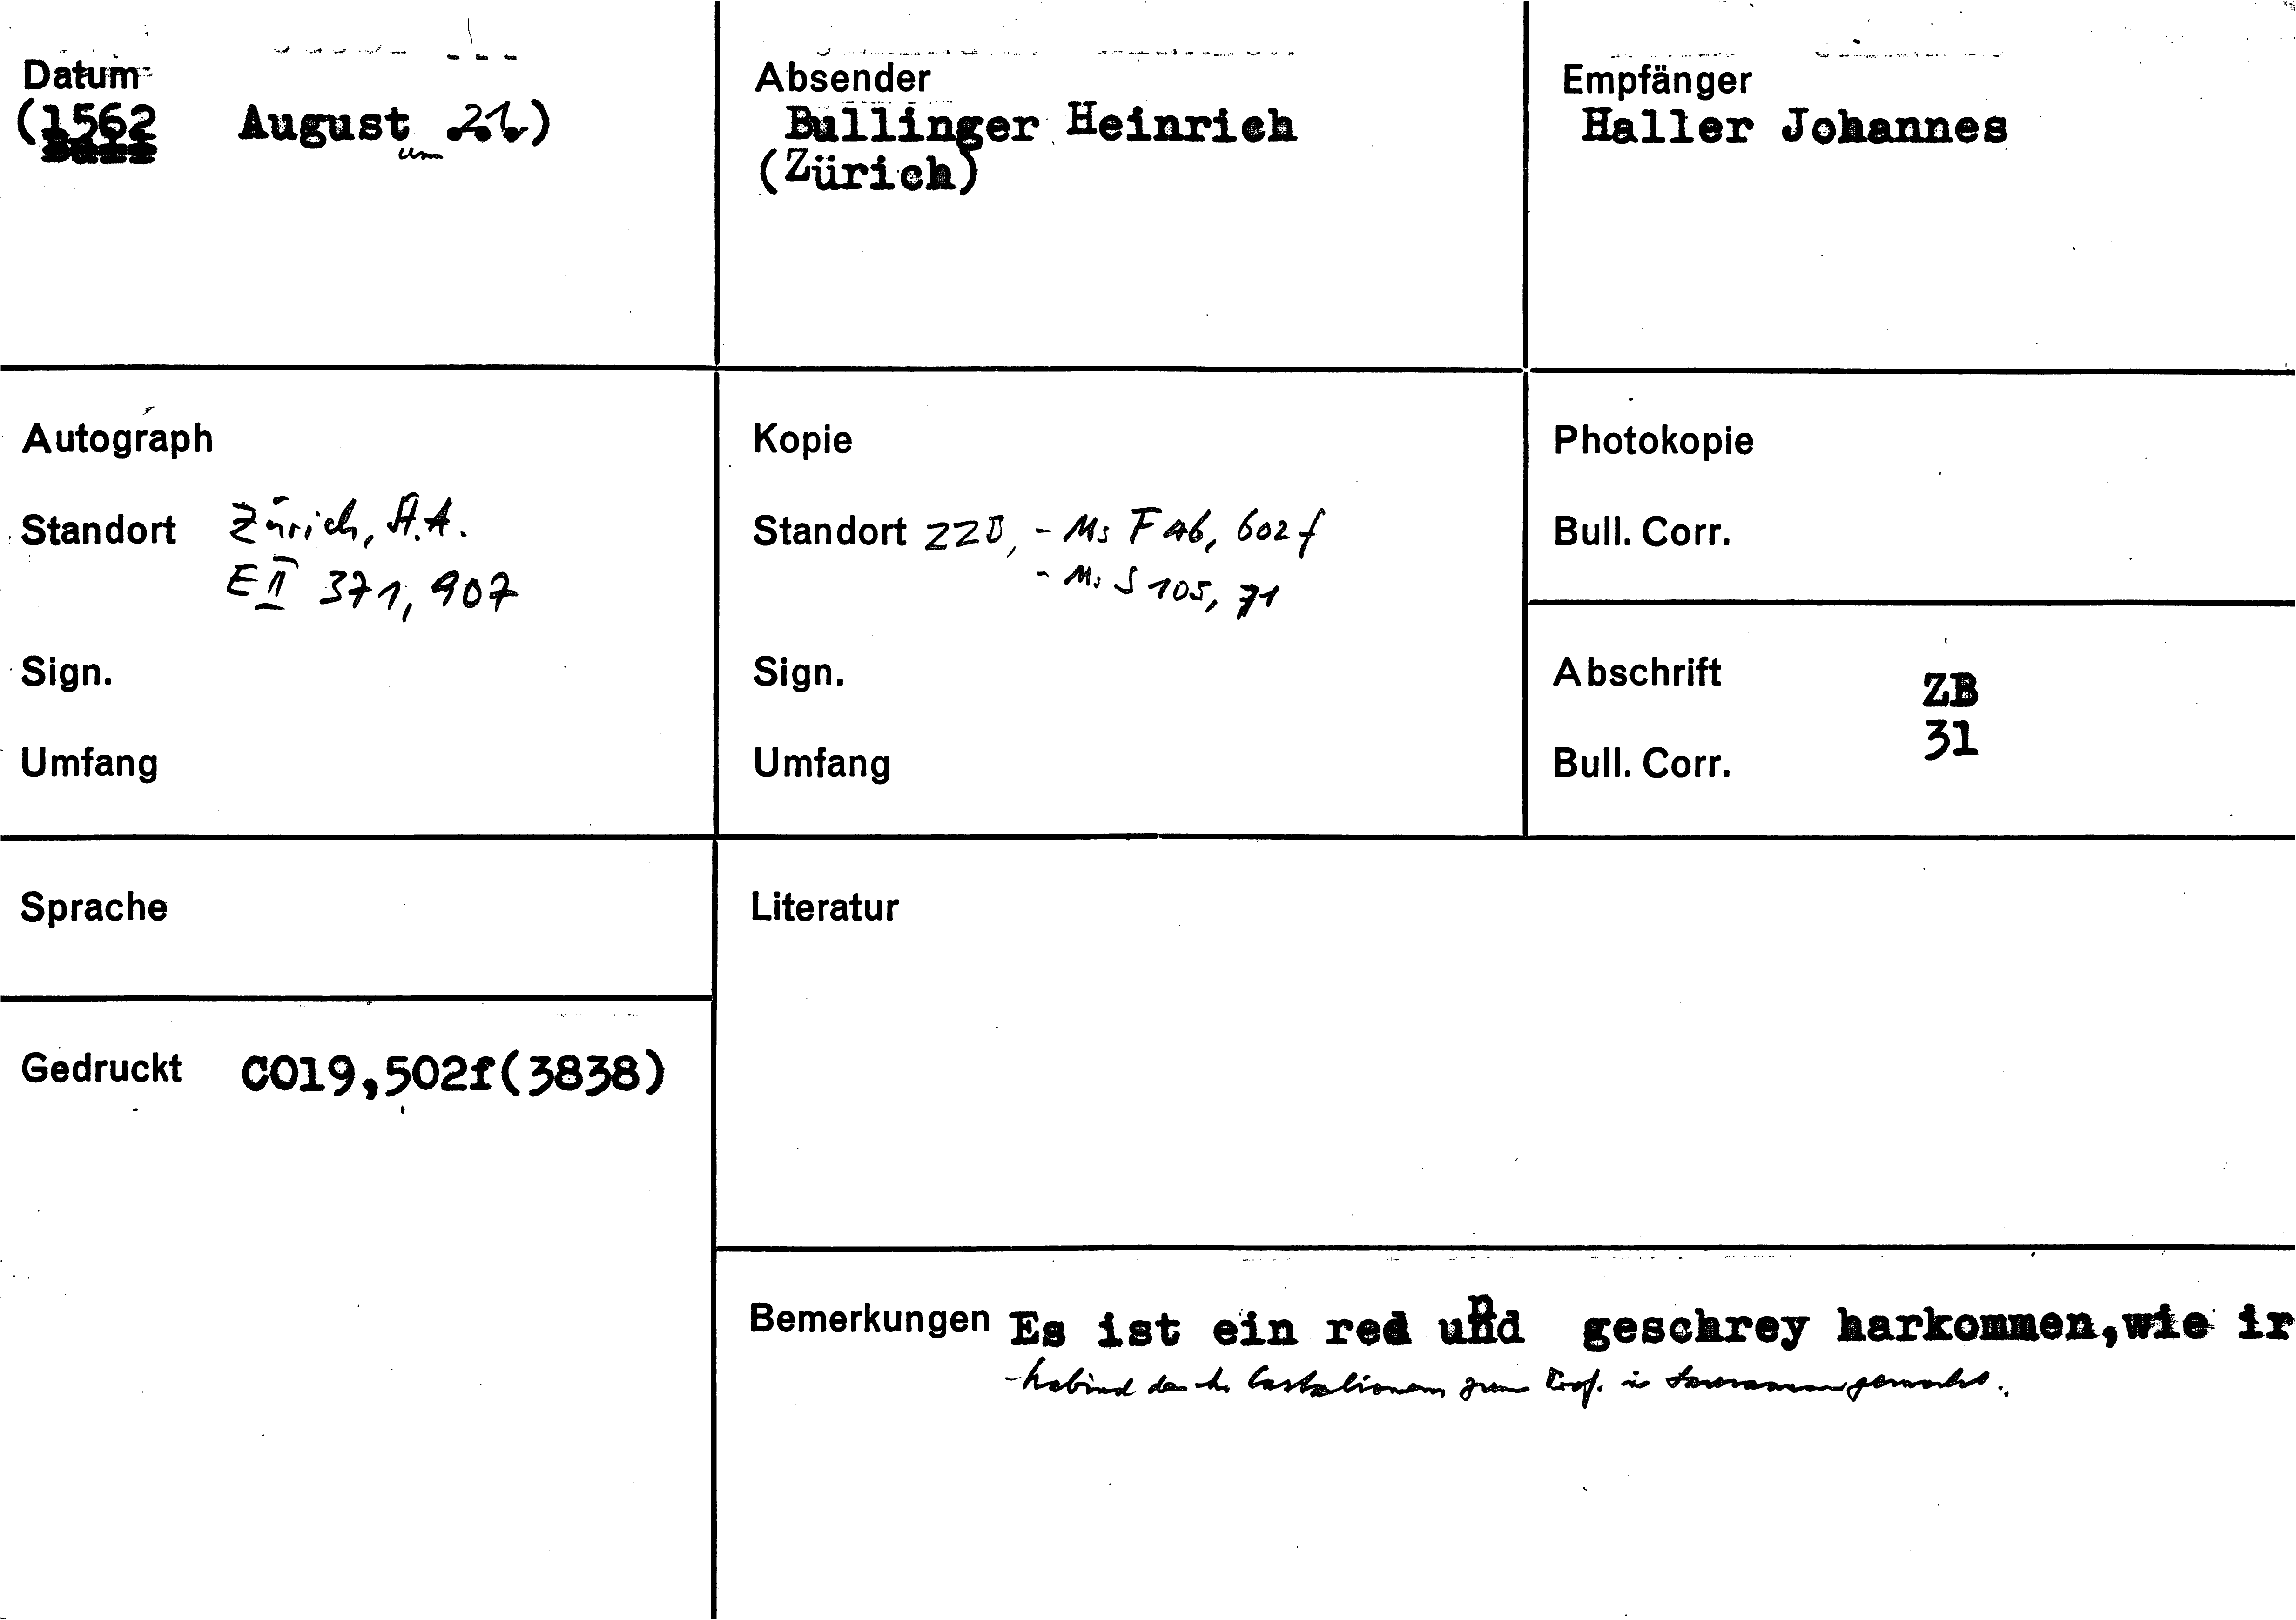 Datum
(1562 August um 21.)
Absender
Bullinger Heinrich
(Zürich)
Empfänger
Haller Johannes
Autograph
Standort Zürich, St.A.
E II 371, 907
Sign.
Umfang
Kopie
Standort ZZB, - Ms F 46, 602 f
- Ms S 105, 71
Sign.
Umfang
Photokopie
Bull. Corr.
Abschrift ZB
Bull. Corr. 31
Sprache
Literatur
Gedruckt CO19,502f(3838)
Bemerkungen Es ist ein red und geschrey harkommen,wie ir
habind den h. Castalionem zum Prof. in gemacht.